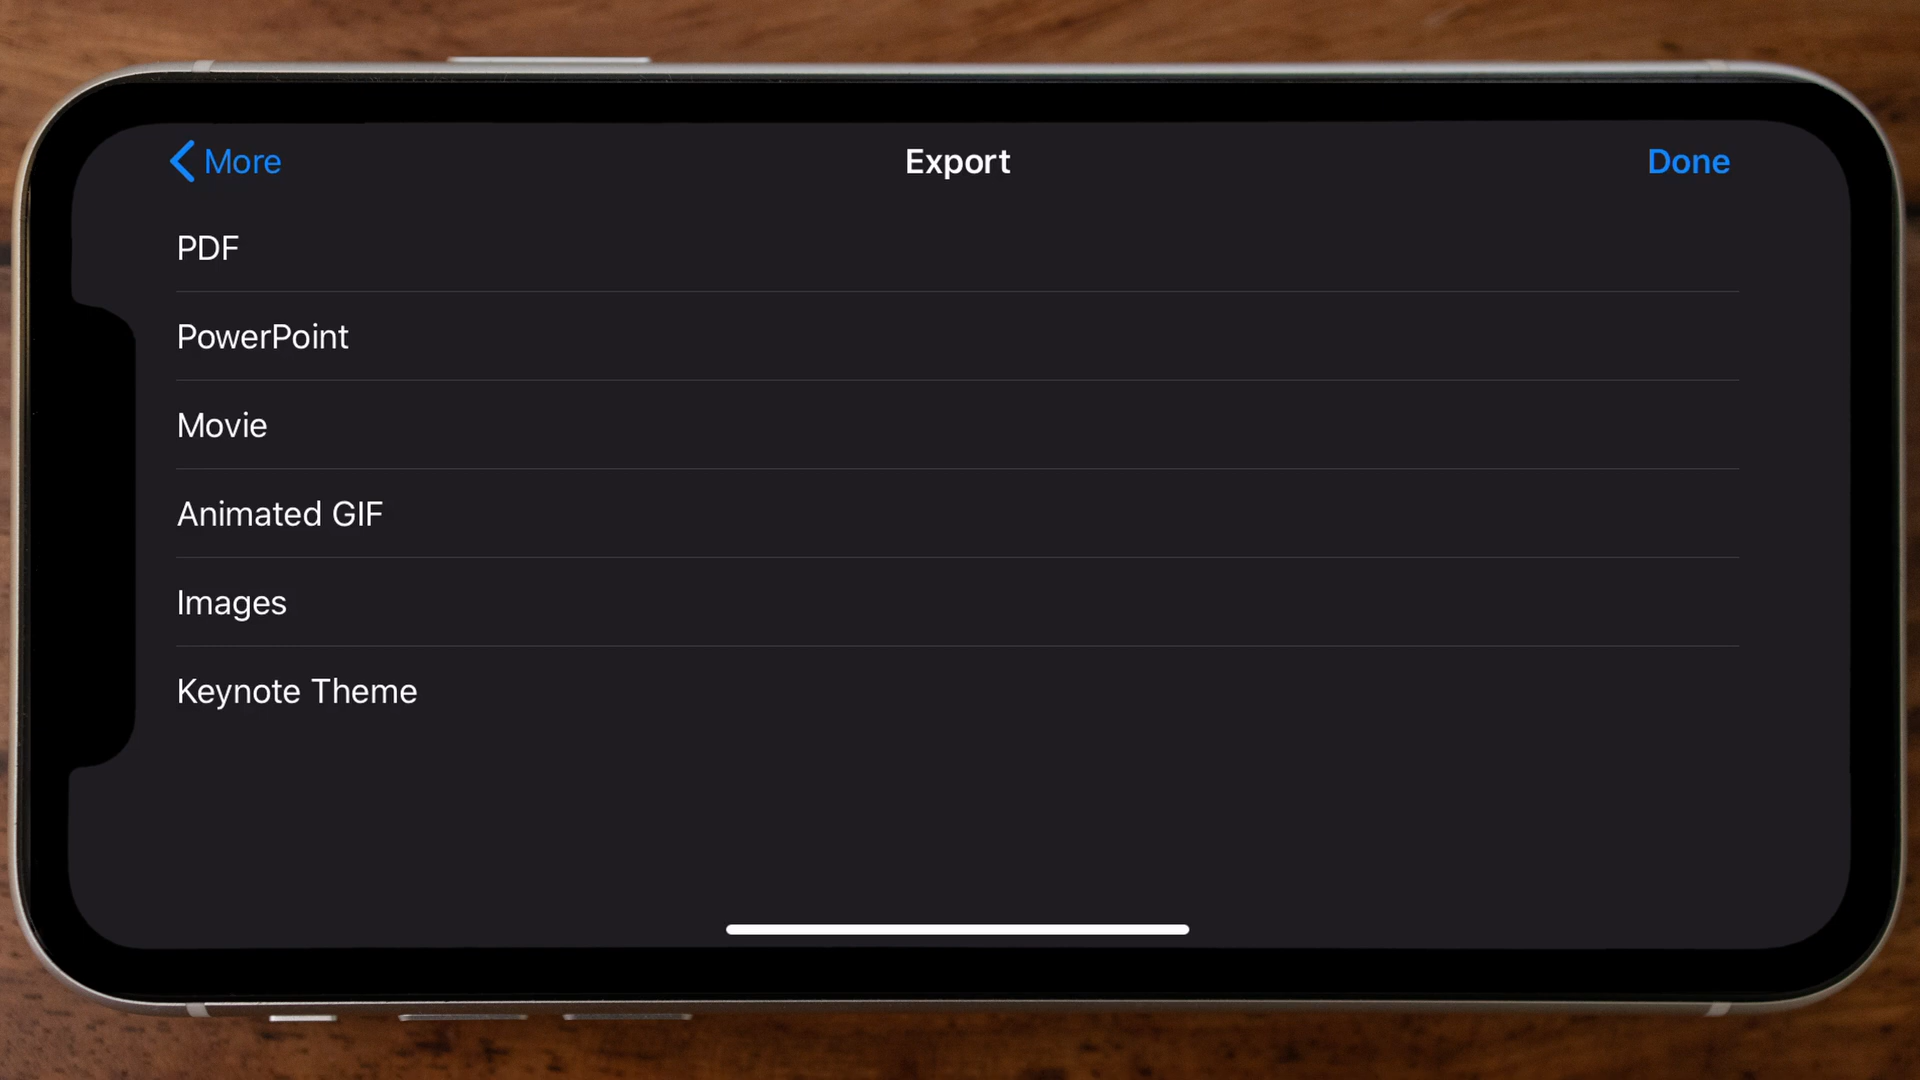 More
Export
Done
PDF
PowerPoint
Movie
Animated GIF
Images
Keynote Theme